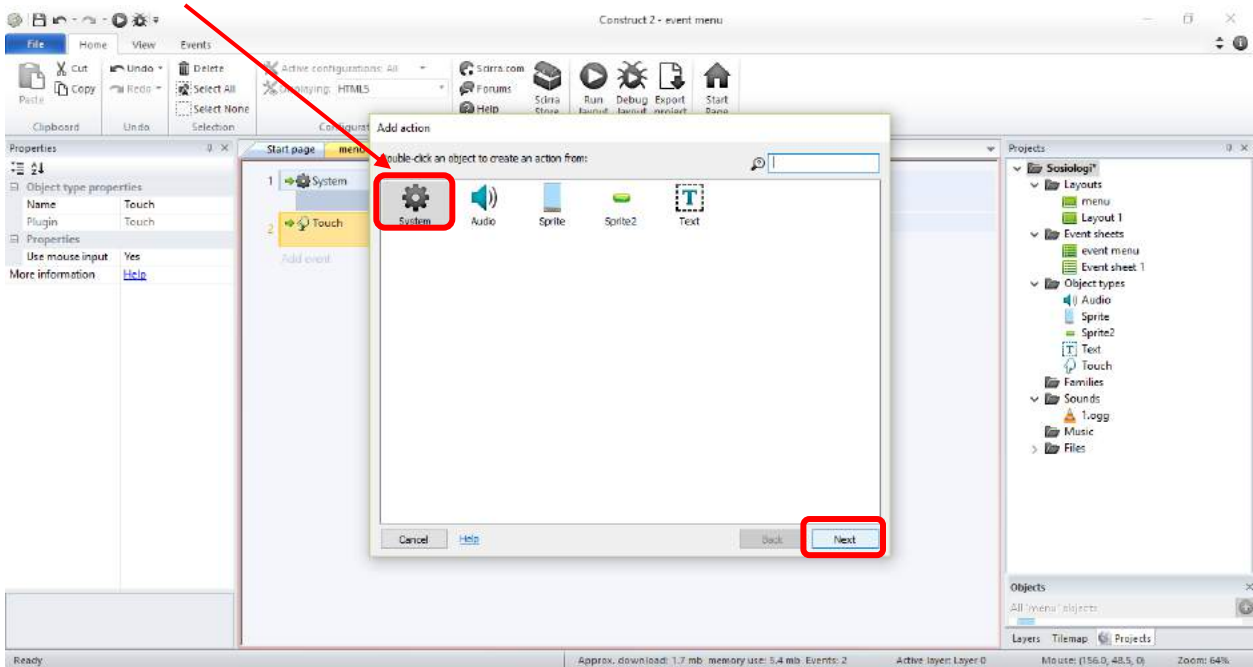 Construct 2 - event menu
File Home View Events
Paste
Cut
Copy
Clipboard
Undo
Redo
Undo
Delete
Select All
Select None
Selection
Active configurations: All
HTML5
Scirra.com
Forums
Help
Scirra Store
Run layout
Debug layout
Export project
Start Page
Properties
Object type properties
Name Touch
Plugin Touch
Properties
Use mouse input Yes
More information Help
Start page
1 System
2 Touch
Add event
Add action
Double-click an object to create an action from:
System Audio Sprite Sprite2 Text
Cancel Help Back Next
Projects
Sosiologi*
Layouts
menu
Layout 1
Event sheets
event menu
Event sheet 1
Object types
Audio
Sprite
Sprite2
Text
Touch
Families
Sounds
1.ogg
Music
Files
Objects
All 'menu' objects
Layers Tilemap Projects
Ready
Approx. download: 1.7 mb memory use: 5.4 mb Events: 2 Active layer: Layer 0 Mouse: (156.0, 48.5, 0) Zoom: 64%